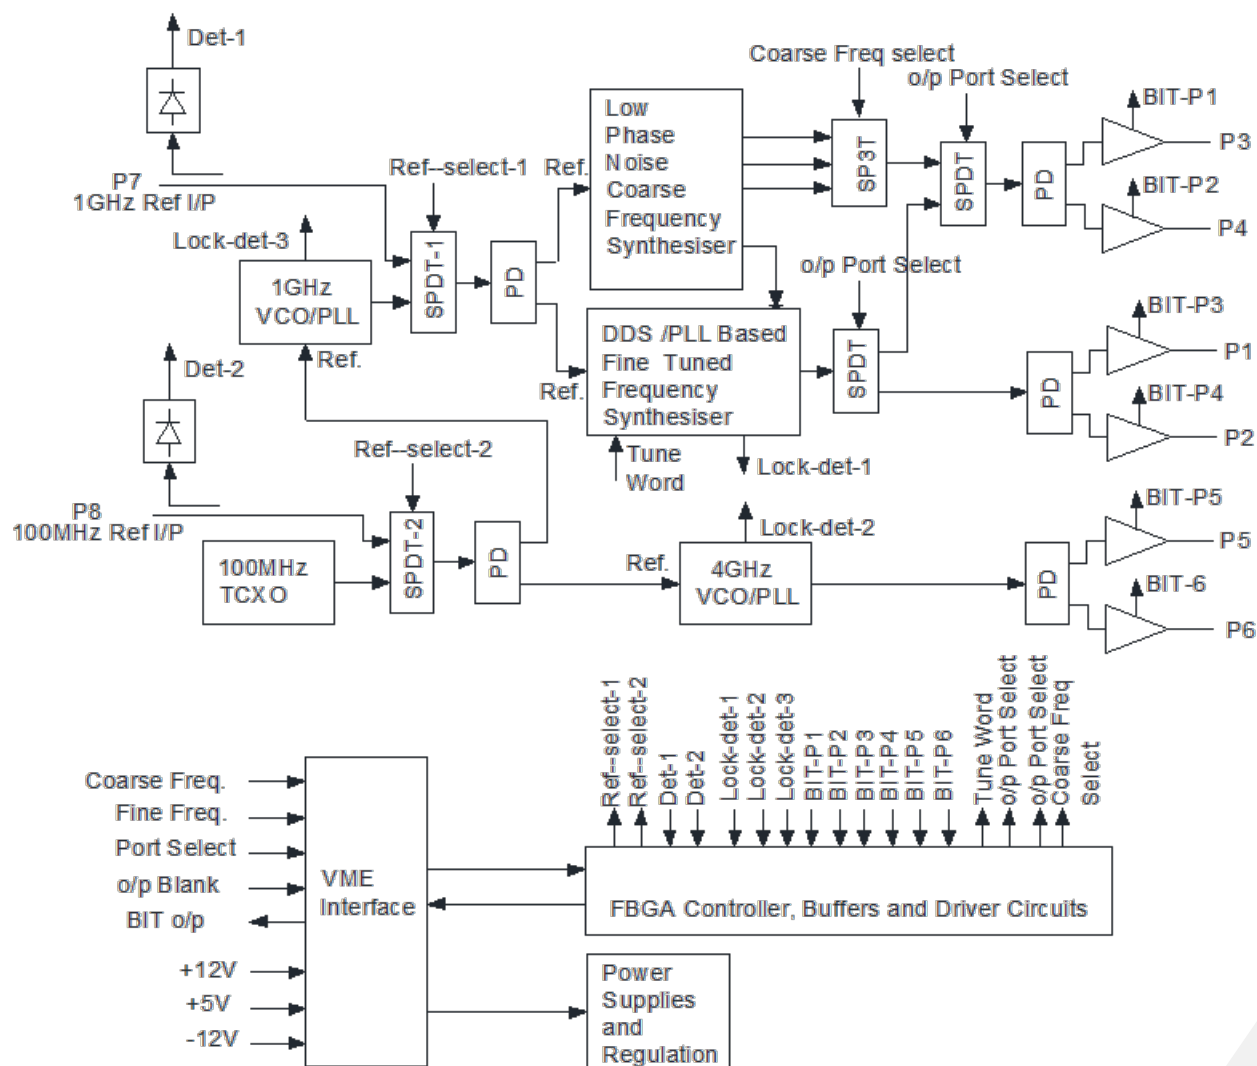 Det-1
P7
1GHz Ref I/P
Lock-det-3
1GHz
VCO/PLL
Ref.
Ref--select-1
SPDT-1
PD
Ref.
Low
Phase
Noise
Coarse
Frequency
Synthesiser
Coarse Freq select
SP3T
o/p Port Select
SPDT
PD
BIT-P1
P3
BIT-P2
P4
Ref.
DDS /PLL Based
Fine Tuned
Frequency
Synthesiser
Tune
Word
Lock-det-1
o/p Port Select
SPDT
PD
BIT-P3
P1
BIT-P4
P2
Det-2
P8
100MHz Ref I/P
100MHz
TCXO
Ref--select-2
SPDT-2
PD
Ref.
Lock-det-2
4GHz
VCO/PLL
PD
BIT-P5
P5
BIT-6
P6
Coarse Freq.
Fine Freq.
Port Select
o/p Blank
BIT o/p
+12V
+5V
-12V
VME
Interface
Ref--select-1
Ref--select-2
Det-1
Det-2
Lock-det-1
Lock-det-2
Lock-det-3
BIT-P1
BIT-P2
BIT-P3
BIT-P4
BIT-P5
BIT-P6
Tune Word
o/p Port Select
o/p Port Select
Coarse Freq
Select
FBGA Controller, Buffers and Driver Circuits
Power
Supplies
and
Regulation